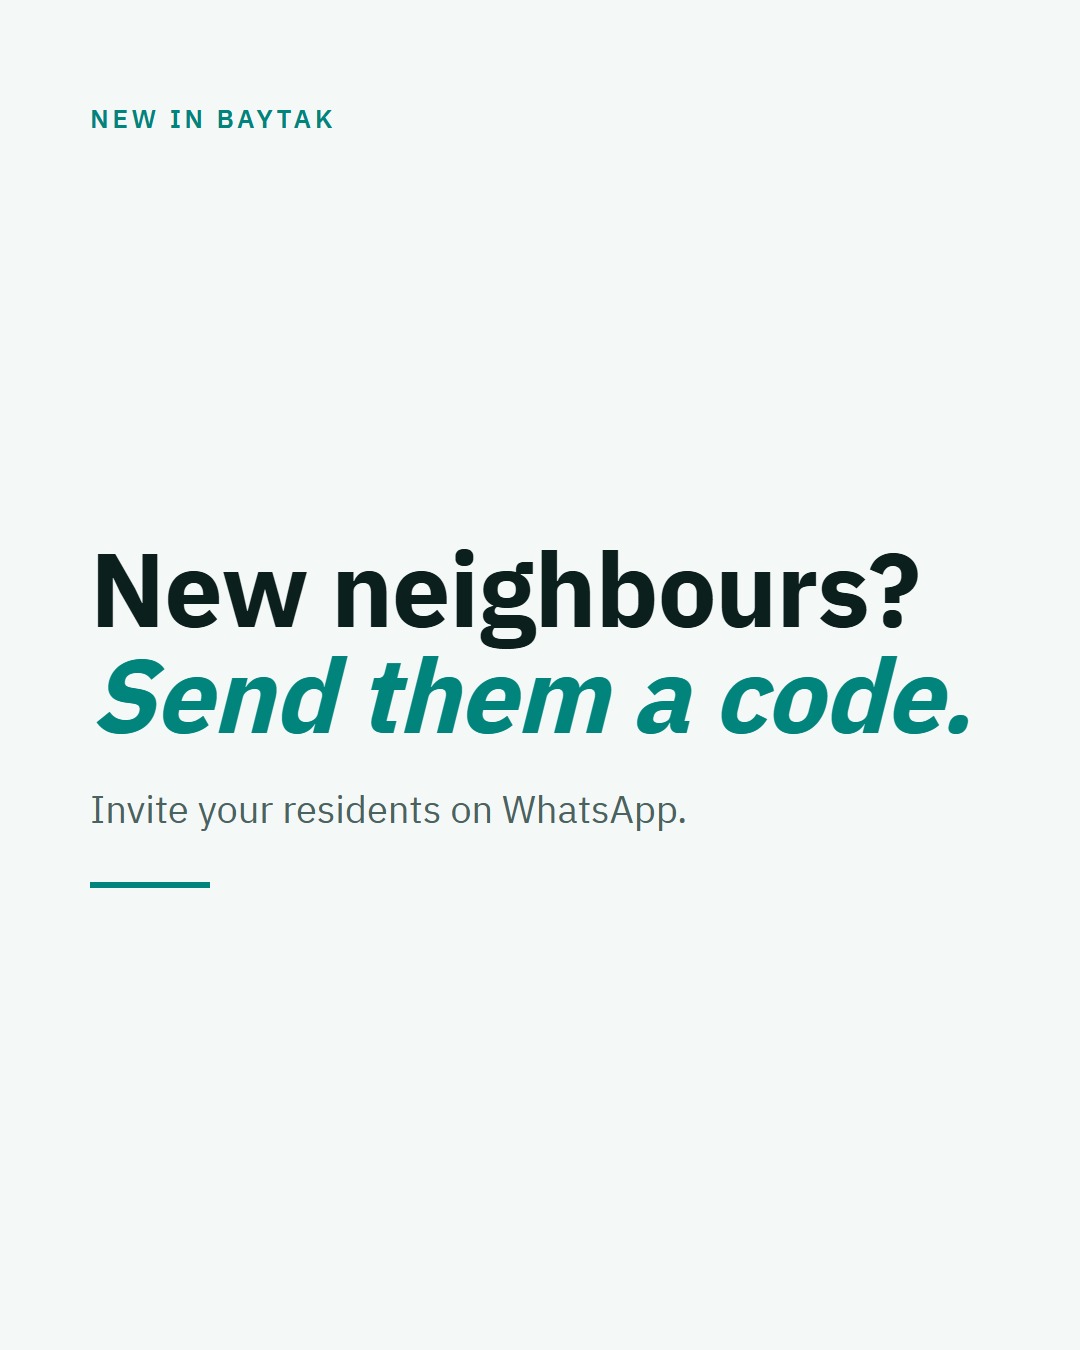 NEW IN BAYTAK
New neighbours?
Send them a code.
Invite your residents on WhatsApp.